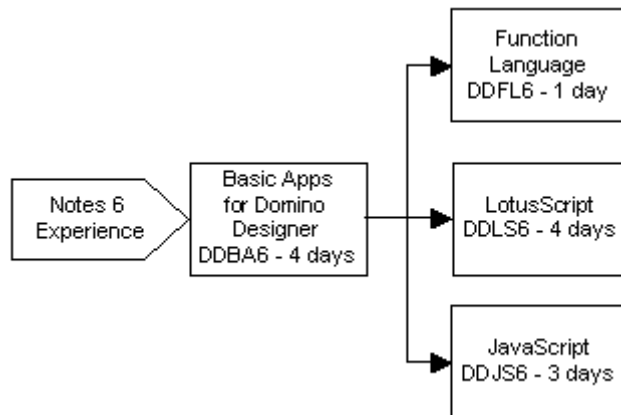 Function
Language
DDFL6 - 1 day
Notes 6
Experience
Basic Apps
for Domino
Designer
DDBA6 - 4 days
LotusScript
DDLS6 - 4 days
JavaScript
DDJS6 - 3 days